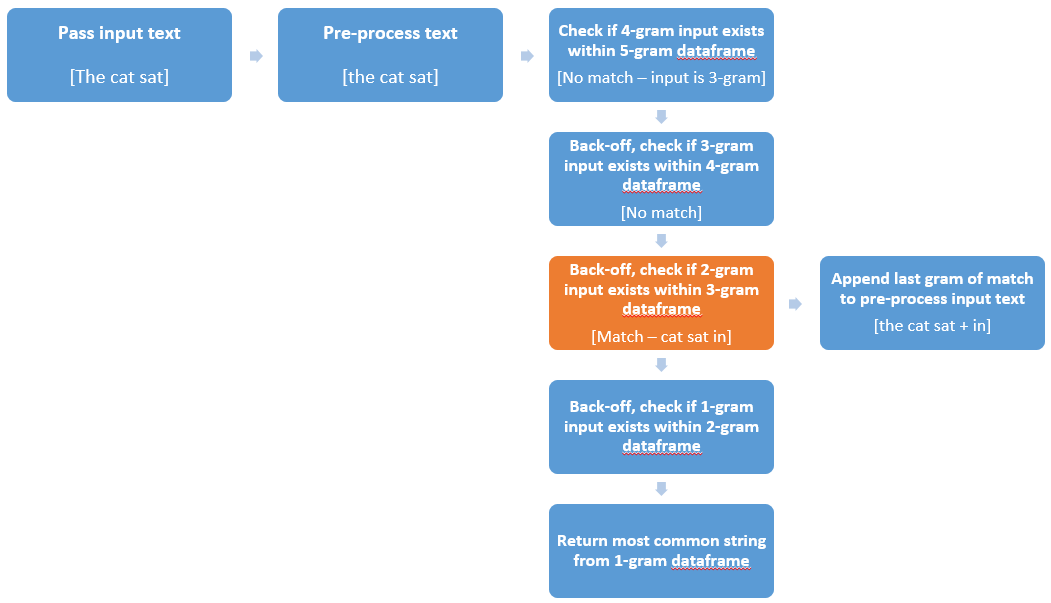 Pass input text
[The cat sat]
Pre-process text
[the cat sat]
Check if 4-gram input exists
within 5-gram dataframe
[No match – input is 3-gram]
Back-off, check if 3-gram
input exists within 4-gram
dataframe
[No match]
Back-off, check if 2-gram
input exists within 3-gram
dataframe
[Match – cat sat in]
Append last gram of match
to pre-process input text
[the cat sat + in]
Back-off, check if 1-gram
input exists within 2-gram
dataframe
Return most common string
from 1-gram dataframe